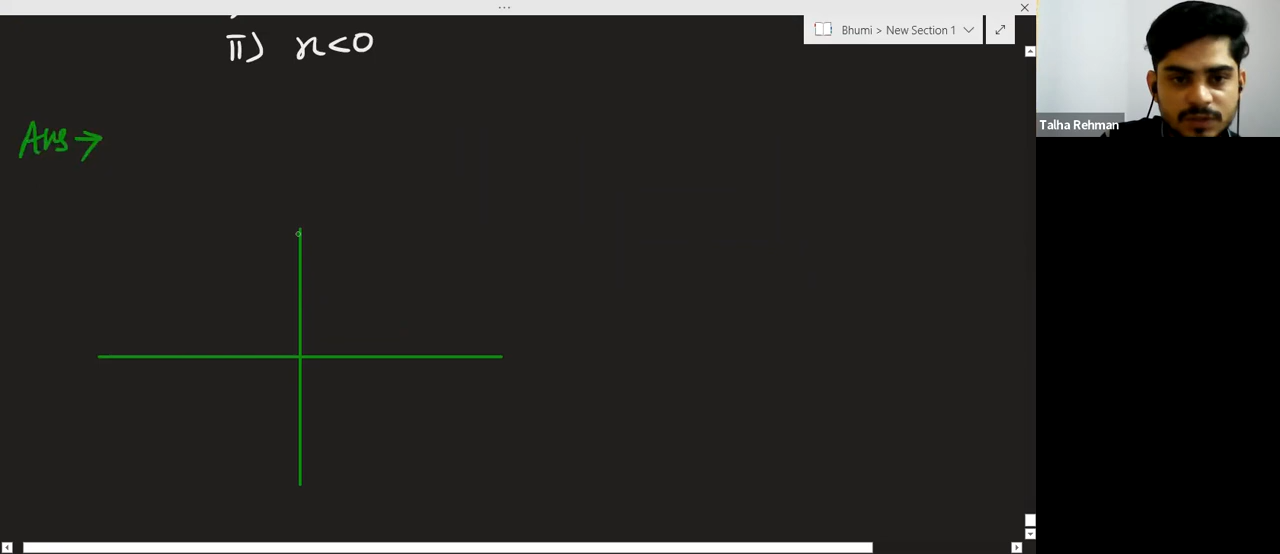 Bhumi > New Section 1
II) x<0
Ans →
Talha Rehman